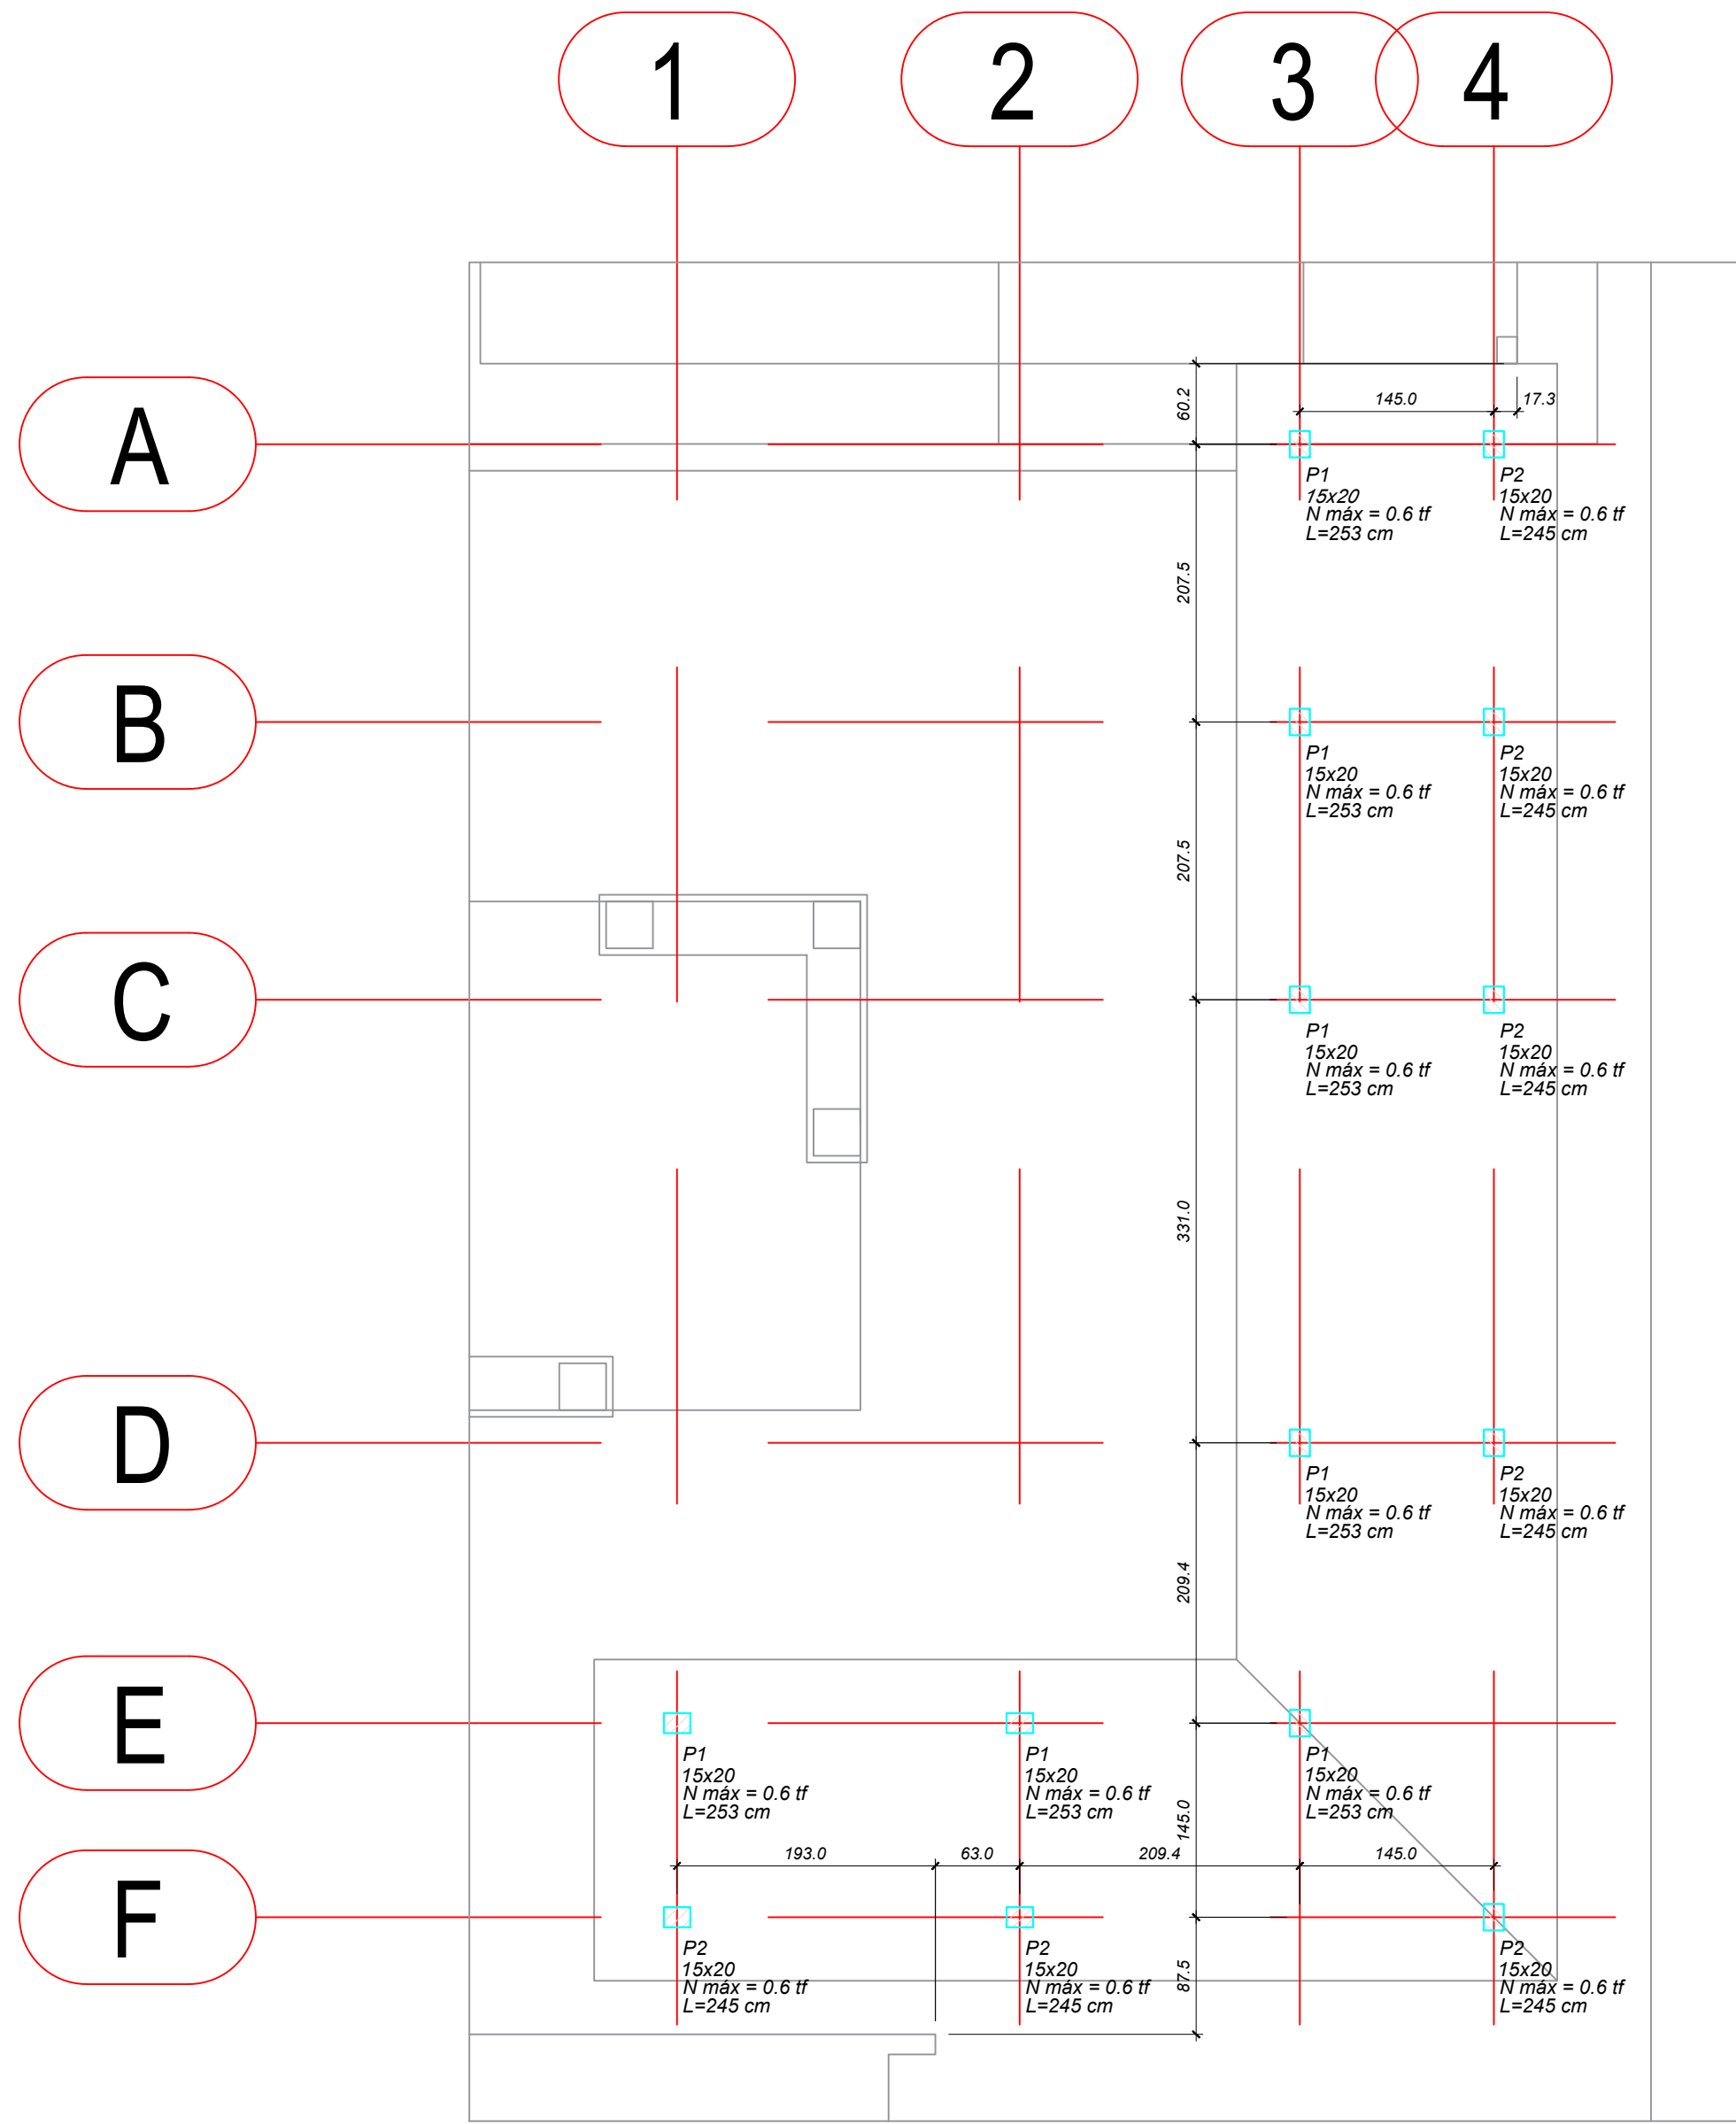 1
2
3
4
A
60.2
145.0
17.3
P1
15x20
N máx = 0.6 tf
L=253 cm
P2
15x20
N máx = 0.6 tf
L=245 cm
207.5
B
P1
15x20
N máx = 0.6 tf
L=253 cm
P2
15x20
N máx = 0.6 tf
L=245 cm
207.5
C
P1
15x20
N máx = 0.6 tf
L=253 cm
P2
15x20
N máx = 0.6 tf
L=245 cm
331.0
D
P1
15x20
N máx = 0.6 tf
L=253 cm
P2
15x20
N máx = 0.6 tf
L=245 cm
209.4
E
P1
15x20
N máx = 0.6 tf
L=253 cm
P1
15x20
N máx = 0.6 tf
L=253 cm
P1
15x20
N máx = 0.6 tf
L=253 cm
145.0
193.0
63.0
209.4
145.0
F
P2
15x20
N máx = 0.6 tf
L=245 cm
P2
15x20
N máx = 0.6 tf
L=245 cm
87.5
P2
15x20
N máx = 0.6 tf
L=245 cm